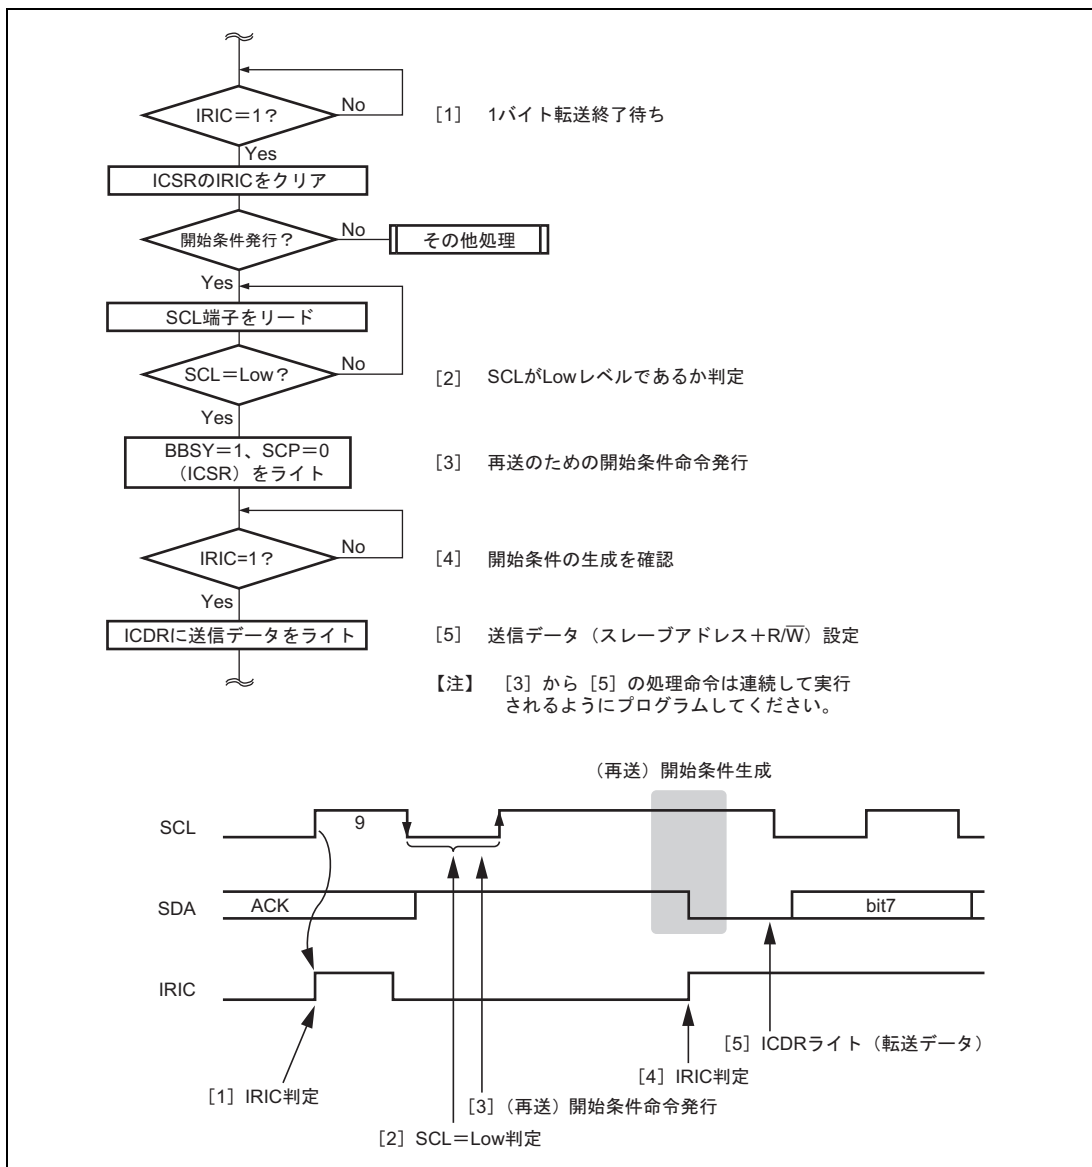 IRIC＝1？
No
Yes
［1］ 1バイト転送終了待ち
ICSRのIRICをクリア
開始条件発行？
No
Yes
その他処理
SCL端子をリード
SCL＝Low？
No
Yes
［2］ SCLがLowレベルであるか判定
BBSY＝1、SCP＝0
（ICSR）をライト
［3］ 再送のための開始条件命令発行
IRIC=1？
No
Yes
［4］ 開始条件の生成を確認
ICDRに送信データをライト
［5］ 送信データ（スレーブアドレス＋R/W̅）設定
【注】 ［3］から［5］の処理命令は連続して実行
されるようにプログラムしてください。
（再送）開始条件生成
SCL
9
SDA
ACK
bit7
IRIC
［5］ICDRライト（転送データ）
［4］IRIC判定
［1］IRIC判定
［3］（再送）開始条件命令発行
［2］SCL＝Low判定